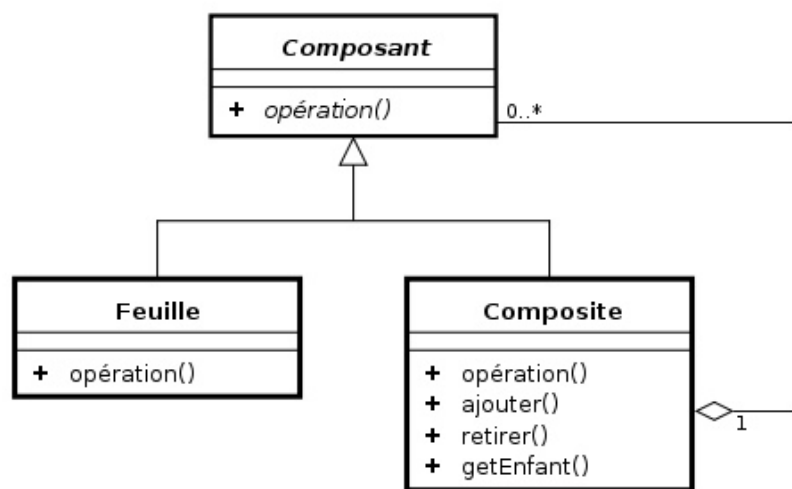 Composant
+ opération()
0..*
Feuille
+ opération()
Composite
+ opération()
+ ajouter()
+ retirer()
+ getEnfant()
1